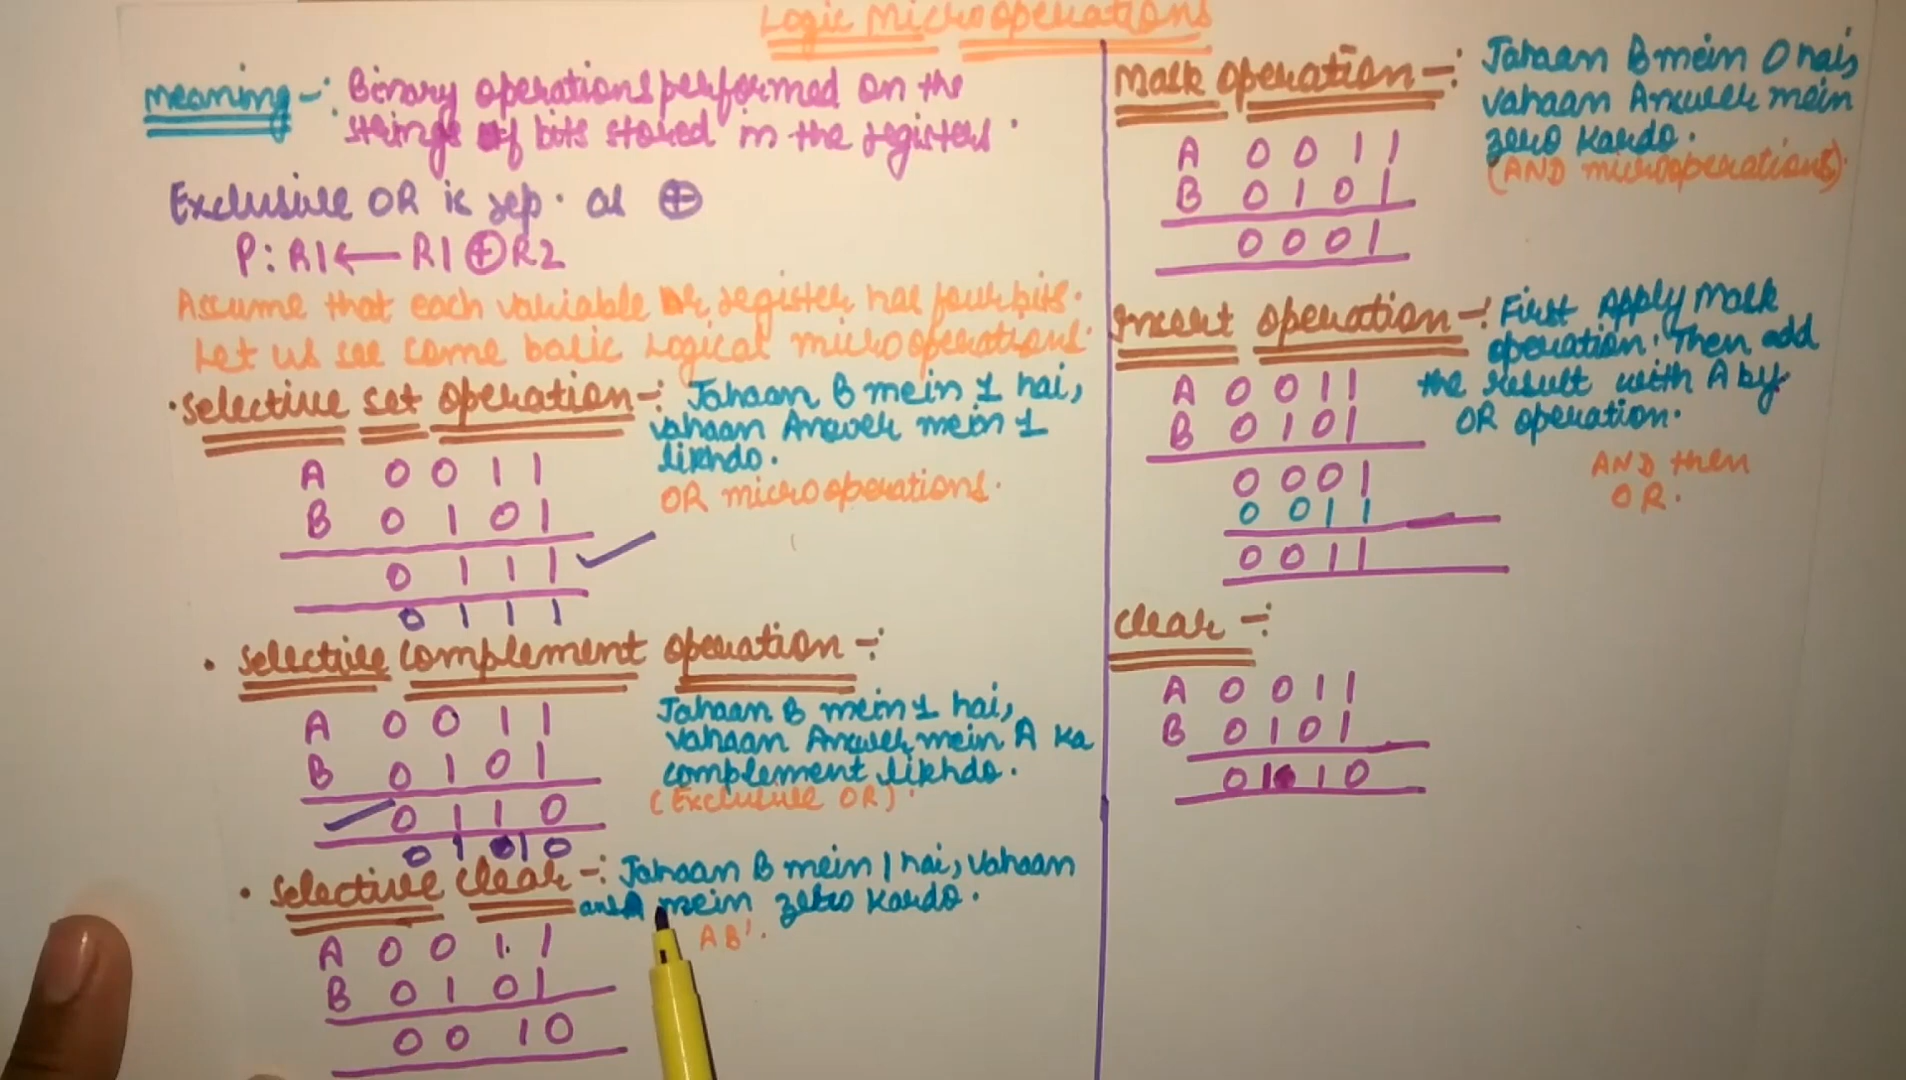 Logic Microoperations
Meaning -: Binary operations performed on the
strings of bits stored in the registers.
Exclusive OR is rep. as ⊕
P: R1 ← R1 ⊕ R2
Assume that each variable or register has four bits.
Let us see some basic Logical microoperations.
• Selective set operation -: Jahaan B mein 1 hai,
vahaan Answer mein 1
likhdo.
OR microoperations.
A 0 0 1 1
B 0 1 0 1
0 1 1 1
0 1 1 1
• Selective complement operation -:
Jahaan B mein 1 hai,
vahaan Answer mein A ka
complement likhdo.
(Exclusive OR).
A 0 0 1 1
B 0 1 0 1
0 1 1 0
0 1 1 0
• Selective clear -: Jahaan B mein 1 hai, vahaan
mein zero kardo.
AB'.
A 0 0 1 1
B 0 1 0 1
0 0 1 0
Mask operation -: Jahaan B mein 0 hai,
vahaan Answer mein
zero kardo.
(AND microoperations).
A 0 0 1 1
B 0 1 0 1
0 0 0 1
Insert operation -: First Apply Mask
operation. Then add
the result with A by
OR operation.
AND then
OR.
A 0 0 1 1
B 0 1 0 1
0 0 0 1
0 0 1 1
0 0 1 1
Clear -:
A 0 0 1 1
B 0 1 0 1
0 1 1 0